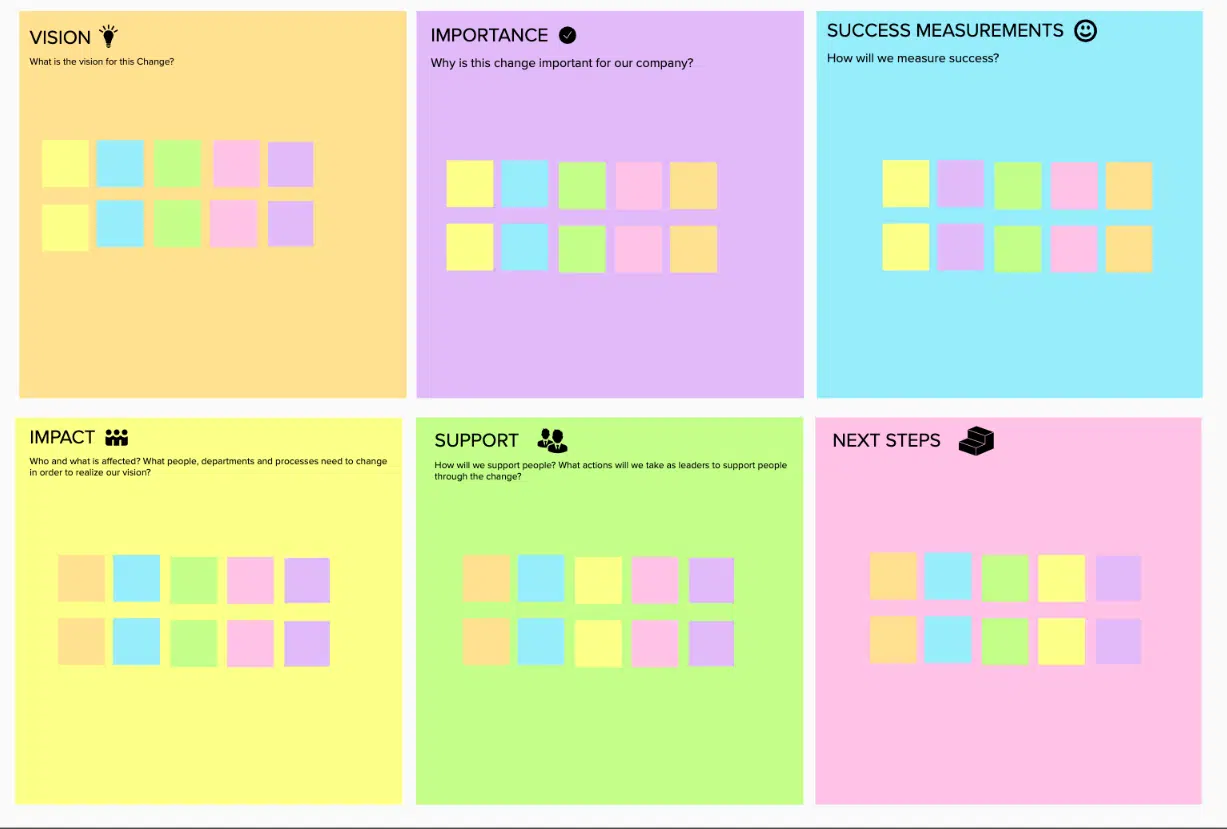 VISION
What is the vision for this Change?
IMPORTANCE
Why is this change important for our company?
SUCCESS MEASUREMENTS
How will we measure success?
IMPACT
Who and what is affected? What people, departments and processes need to change
in order to realize our vision?
SUPPORT
How will we support people? What actions will we take as leaders to support people
through the change?
NEXT STEPS